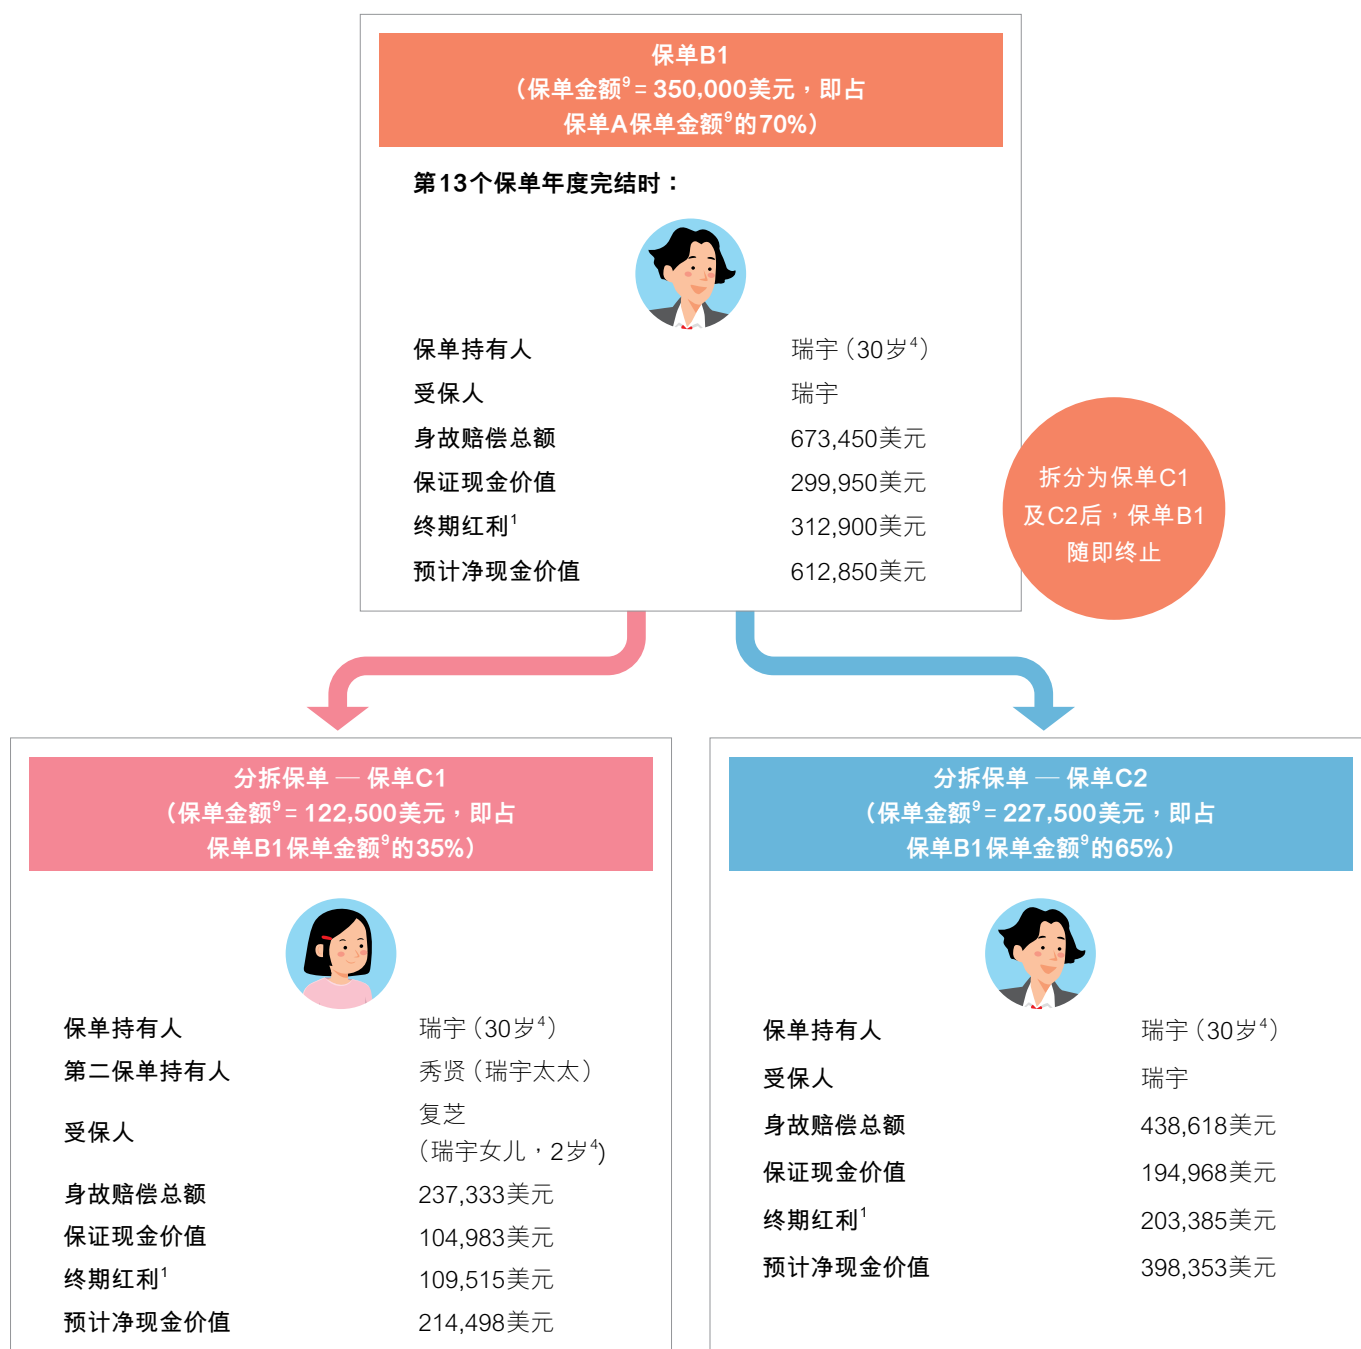 保单B1
（保单金额⁹ = 350,000美元，即占
保单A保单金额⁹的70%）
第13个保单年度完结时：
保单持有人 瑞宇（30岁⁴）
受保人 瑞宇
身故赔偿总额 673,450美元
保证现金价值 299,950美元
终期红利¹ 312,900美元
预计净现金价值 612,850美元
拆分为保单C1
及C2后，保单B1
随即终止
分拆保单 — 保单C1
（保单金额⁹ = 122,500美元，即占
保单B1保单金额⁹的35%）
保单持有人 瑞宇（30岁⁴）
第二保单持有人 秀贤（瑞宇太太）
受保人 复芝
（瑞宇女儿，2岁⁴)
身故赔偿总额 237,333美元
保证现金价值 104,983美元
终期红利¹ 109,515美元
预计净现金价值 214,498美元
分拆保单 — 保单C2
（保单金额⁹ = 227,500美元，即占
保单B1保单金额⁹的65%）
保单持有人 瑞宇（30岁⁴）
受保人 瑞宇
身故赔偿总额 438,618美元
保证现金价值 194,968美元
终期红利¹ 203,385美元
预计净现金价值 398,353美元